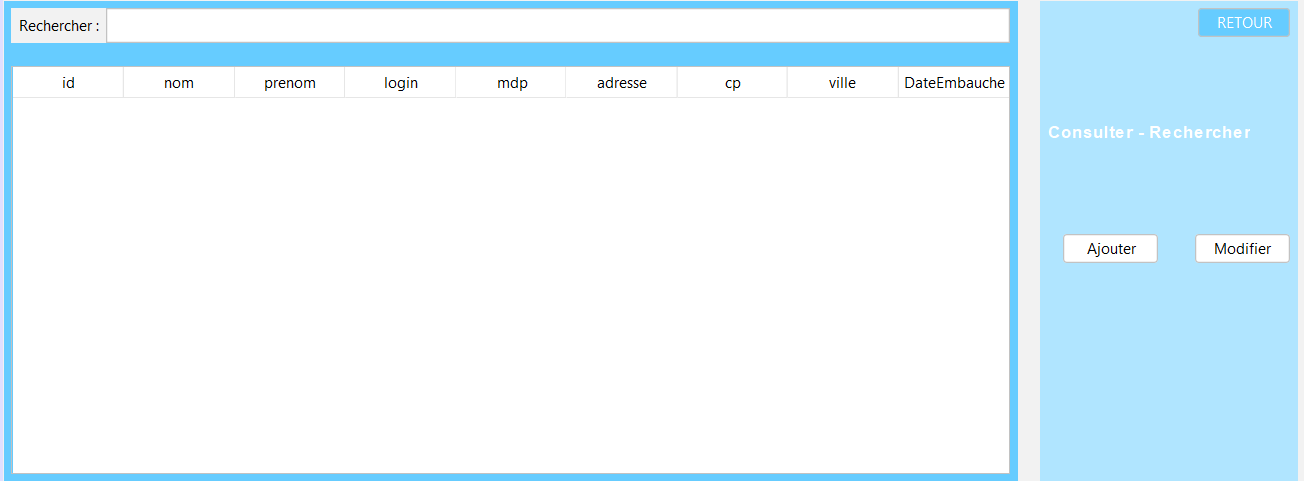 Rechercher :
RETOUR
id nom prenom login mdp adresse cp ville DateEmbauche
Consulter - Rechercher
Ajouter Modifier